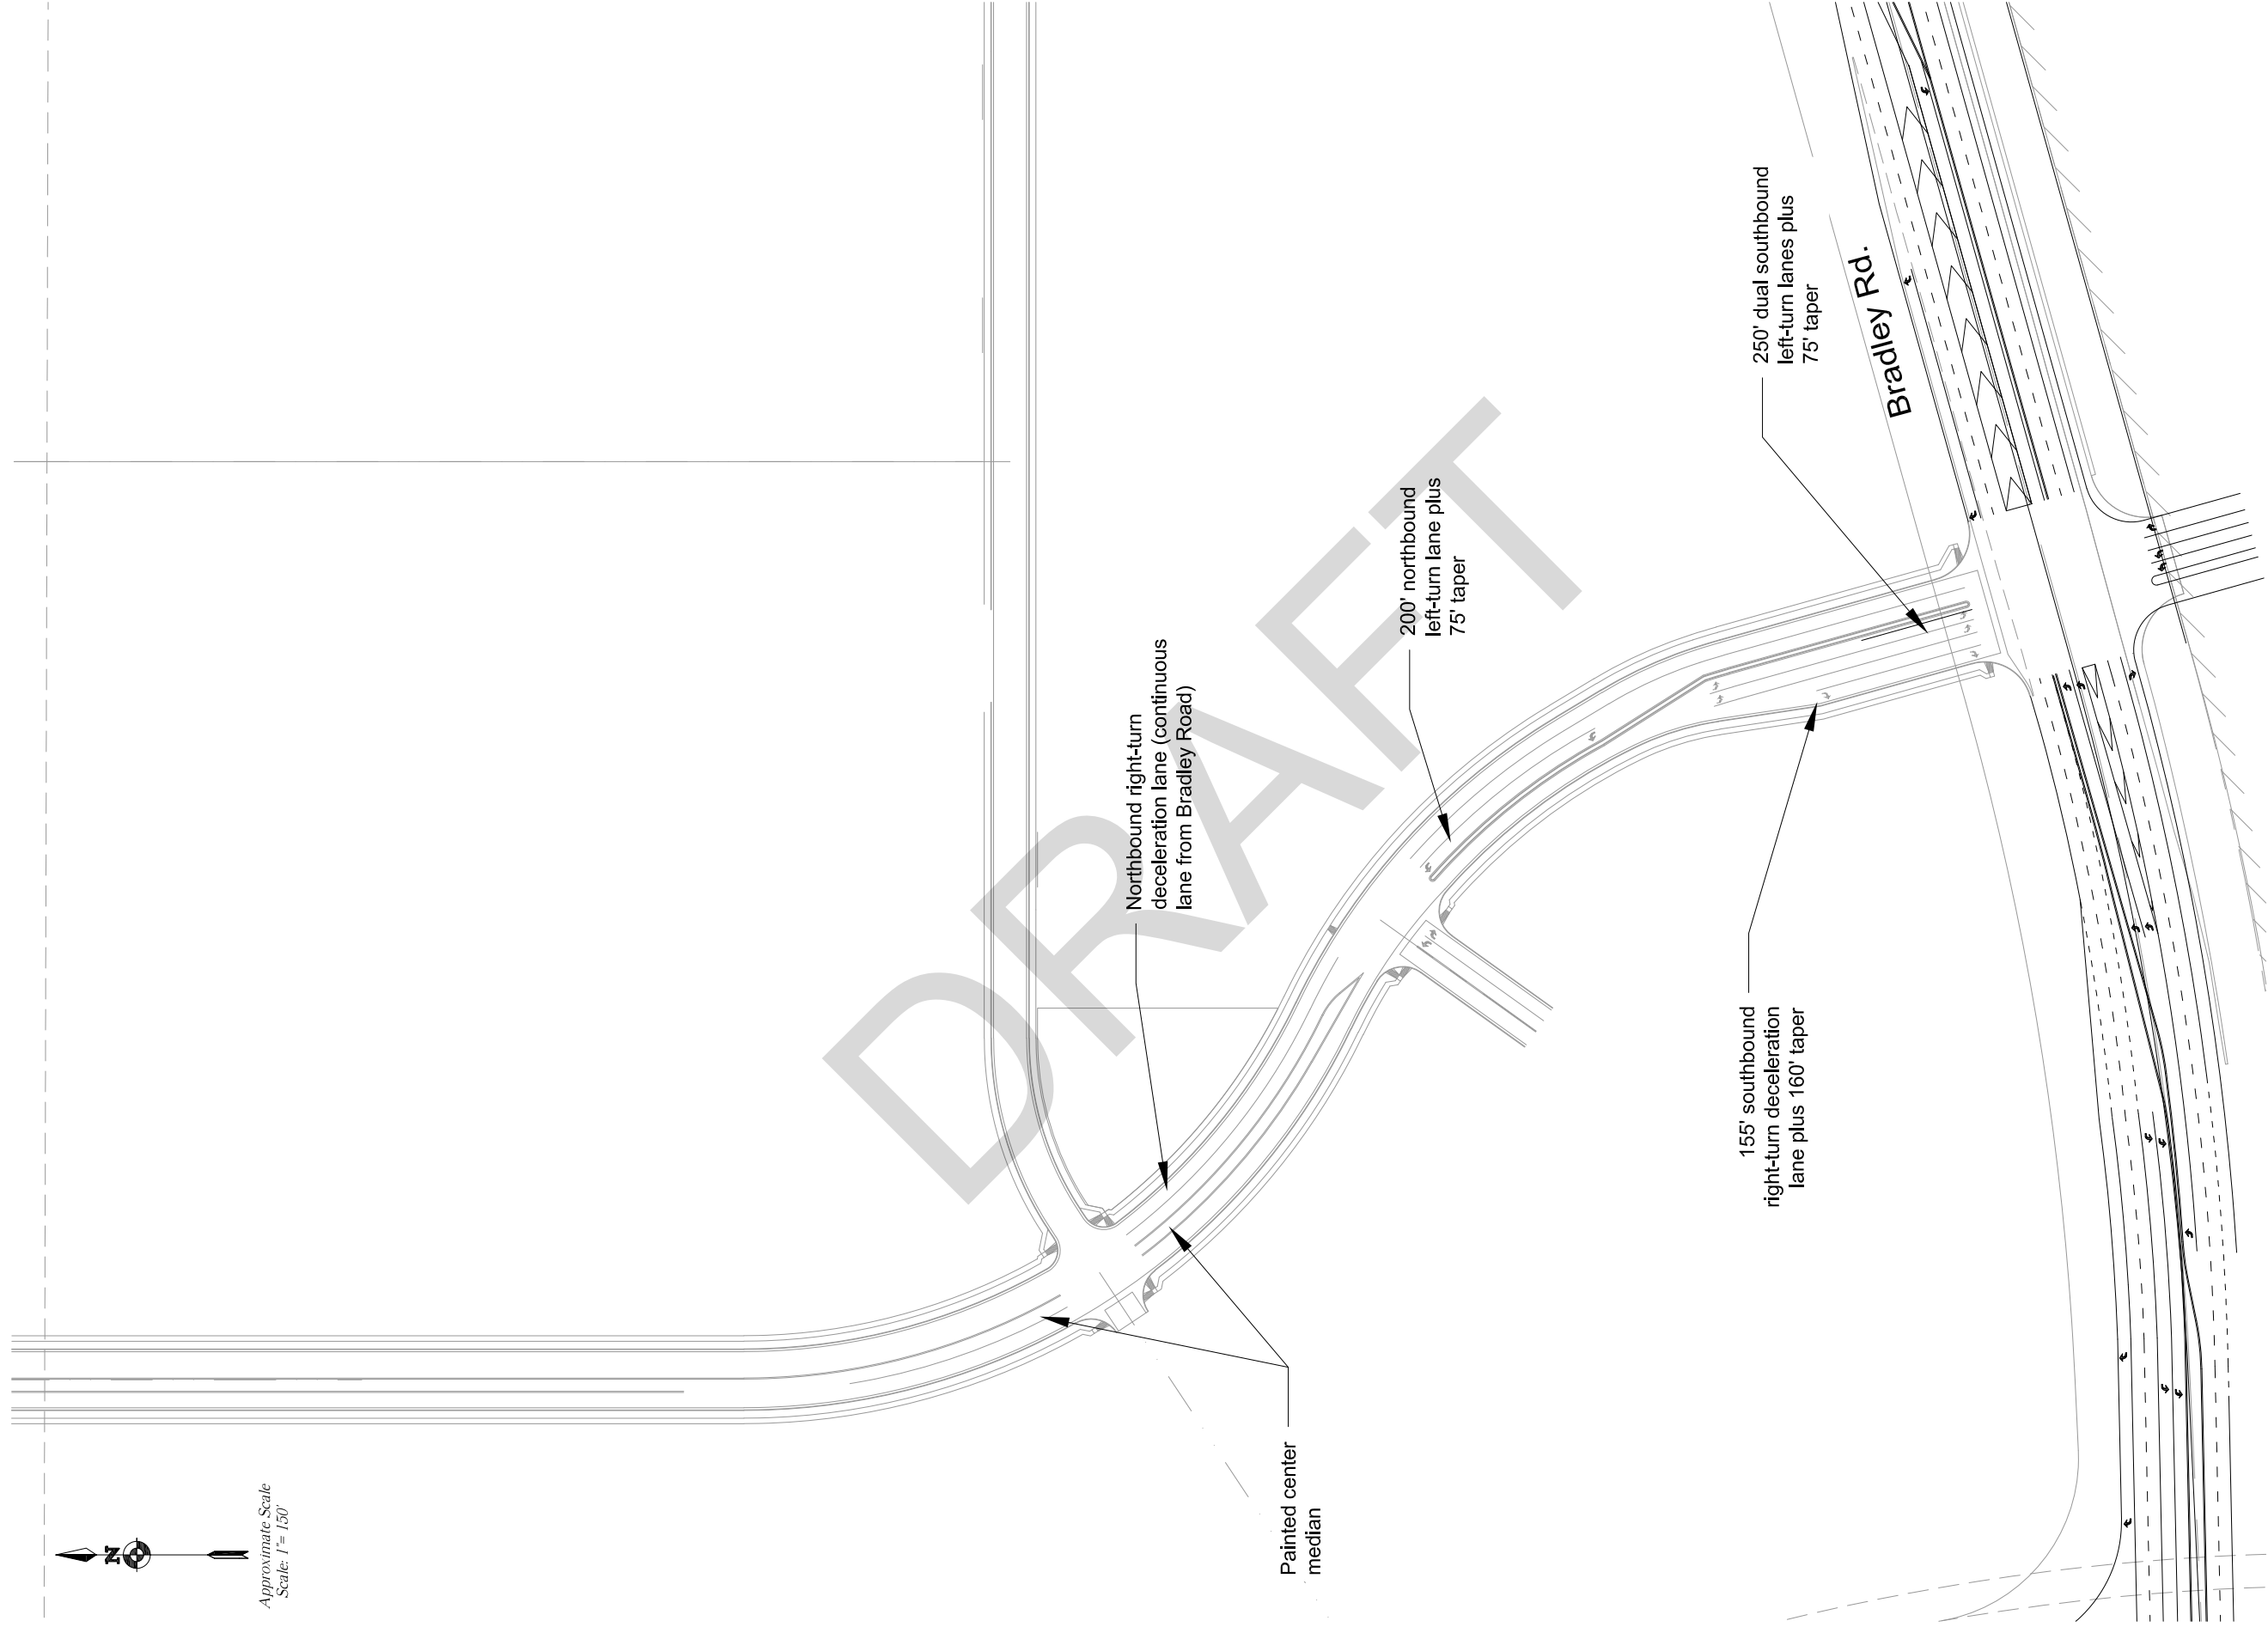 N
Approximate Scale
Scale: 1"= 150'
Painted center
median
Northbound right-turn
deceleration lane (continuous
lane from Bradley Road)
200' northbound
left-turn lane plus
75' taper
155' southbound
right-turn deceleration
lane plus 160' taper
250' dual southbound
left-turn lanes plus
75' taper
Bradley Rd.
DRAFT